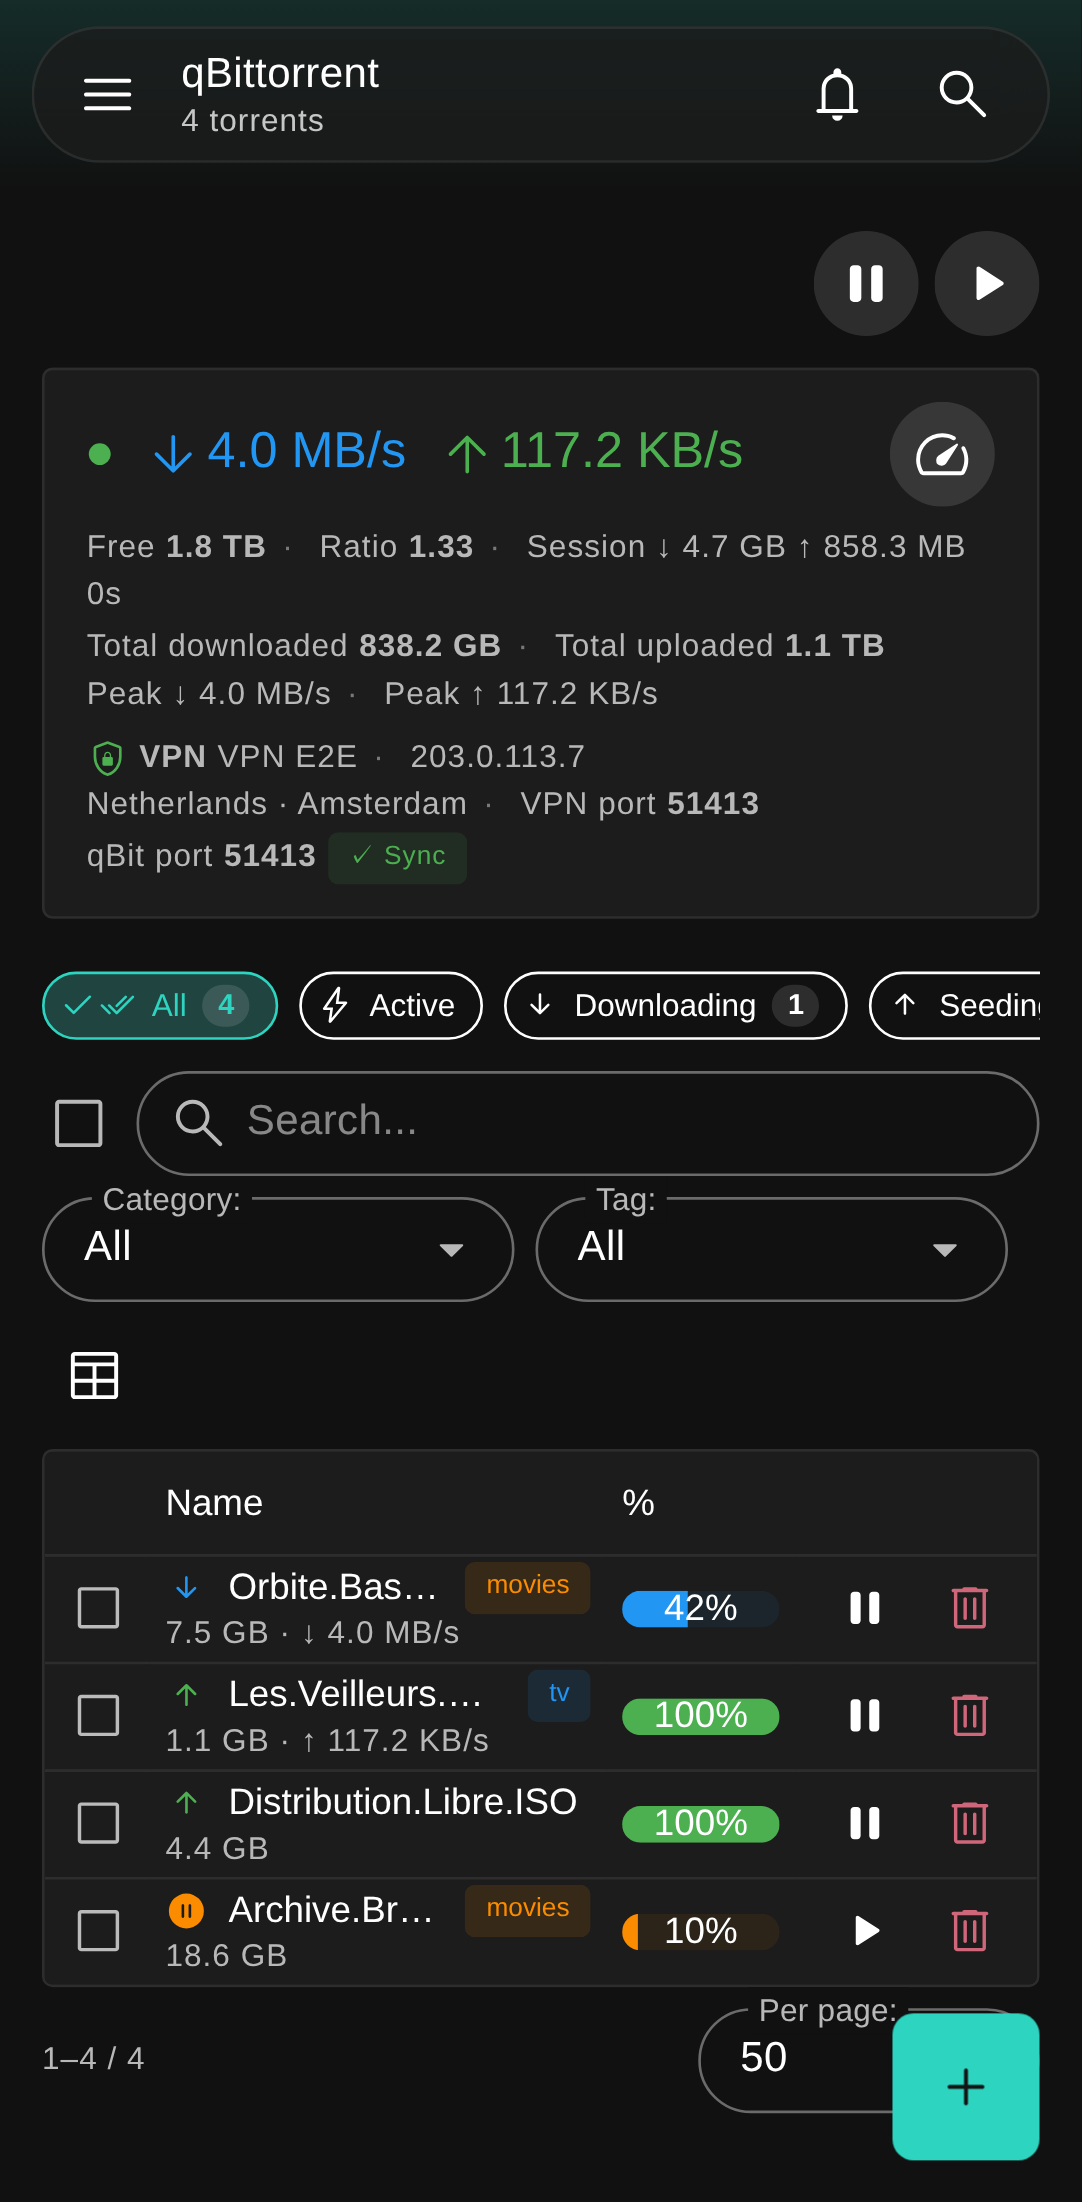 qBittorrent
4 torrents
↓ 4.0 MB/s ↑ 117.2 KB/s
Free 1.8 TB · Ratio 1.33 · Session ↓ 4.7 GB ↑ 858.3 MB
0s
Total downloaded 838.2 GB · Total uploaded 1.1 TB
Peak ↓ 4.0 MB/s · Peak ↑ 117.2 KB/s
VPN VPN E2E · 203.0.113.7
Netherlands · Amsterdam · VPN port 51413
qBit port 51413 ✓ Sync
All 4 Active Downloading 1 Seeding
Search...
Category: Tag:
All All
Name %
Orbite.Bas… movies 42%
7.5 GB · ↓ 4.0 MB/s
Les.Veilleurs.… tv 100%
1.1 GB · ↑ 117.2 KB/s
Distribution.Libre.ISO 100%
4.4 GB
Archive.Br… movies 10%
18.6 GB
Per page:
1–4 / 4 50